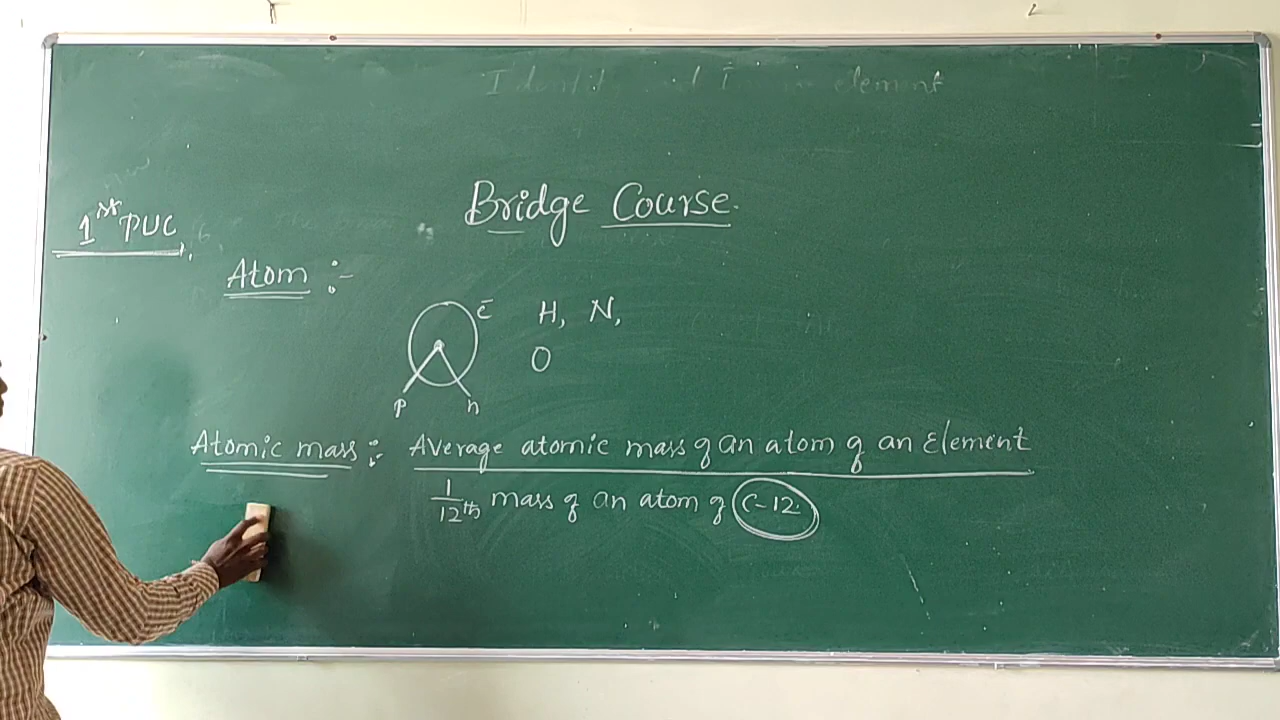 element
Bridge Course.
1st PUC,
Atom :-
ē H, N,
O
p n
Atomic mass :- Average atomic mass of an atom of an Element
1/12th mass of an atom of C-12.